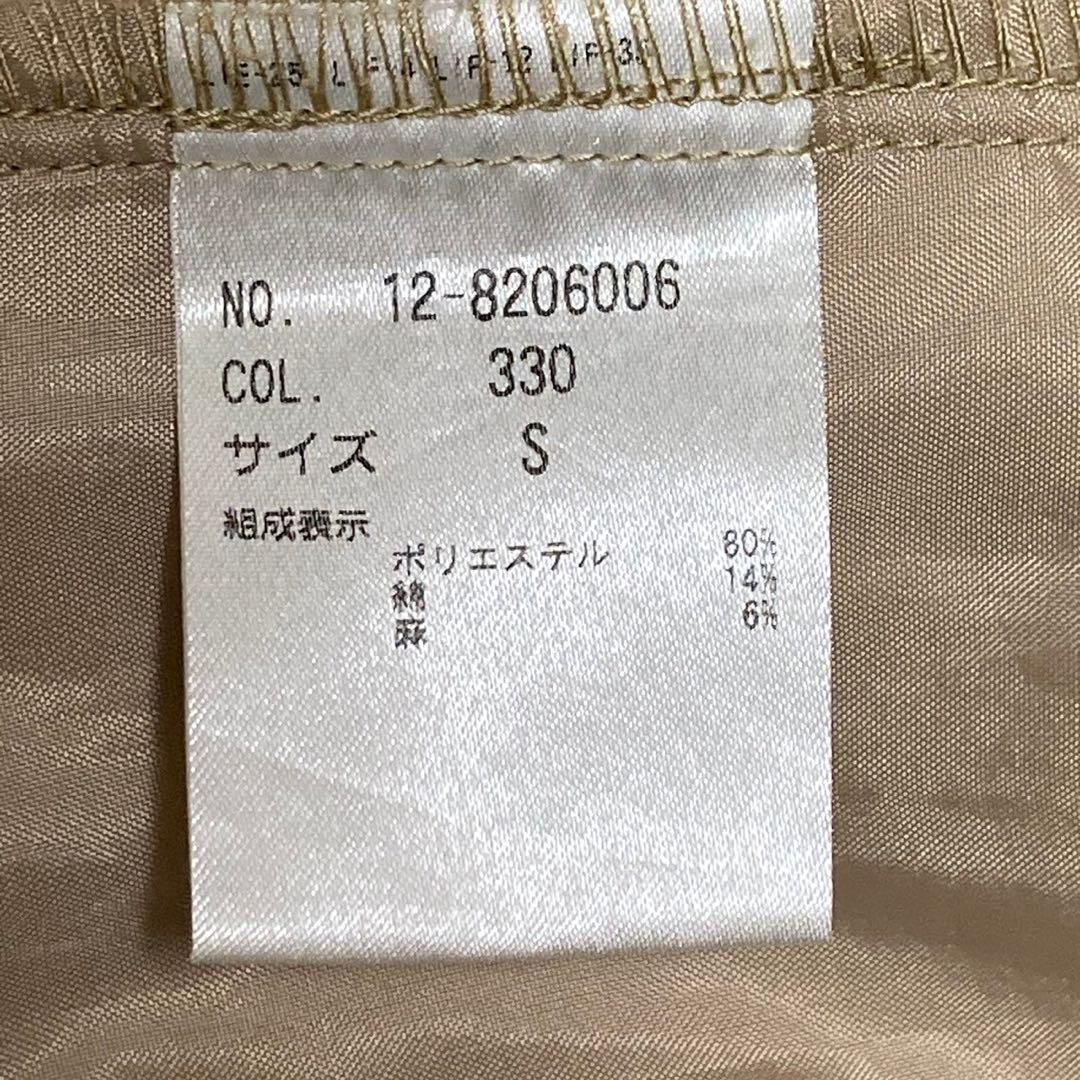 NO. 12-8206006
COL. 330
サイズ S
組成表示
ポリエステル 80%
綿 14%
麻 6%